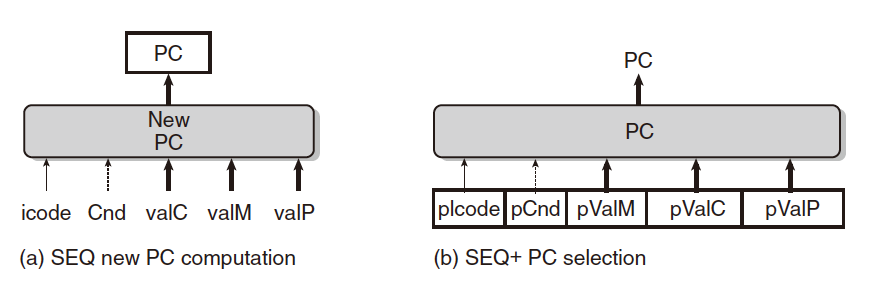 PC
New
PC
icode Cnd valC valM valP
(a) SEQ new PC computation
PC
PC
pIcode pCnd pValM pValC pValP
(b) SEQ+ PC selection